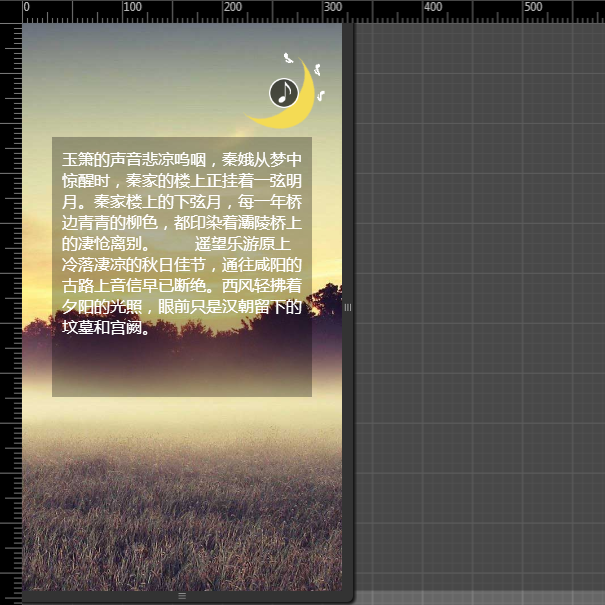 0 100 200 300 400 500
玉箫的声音悲凉呜咽，秦娥从梦中
惊醒时，秦家的楼上正挂着一弦明
月。秦家楼上的下弦月，每一年桥
边青青的柳色，都印染着灞陵桥上
的凄怆离别。 遥望乐游原上
冷落凄凉的秋日佳节，通往咸阳的
古路上音信早已断绝。西风轻拂着
夕阳的光照，眼前只是汉朝留下的
坟墓和宫阙。